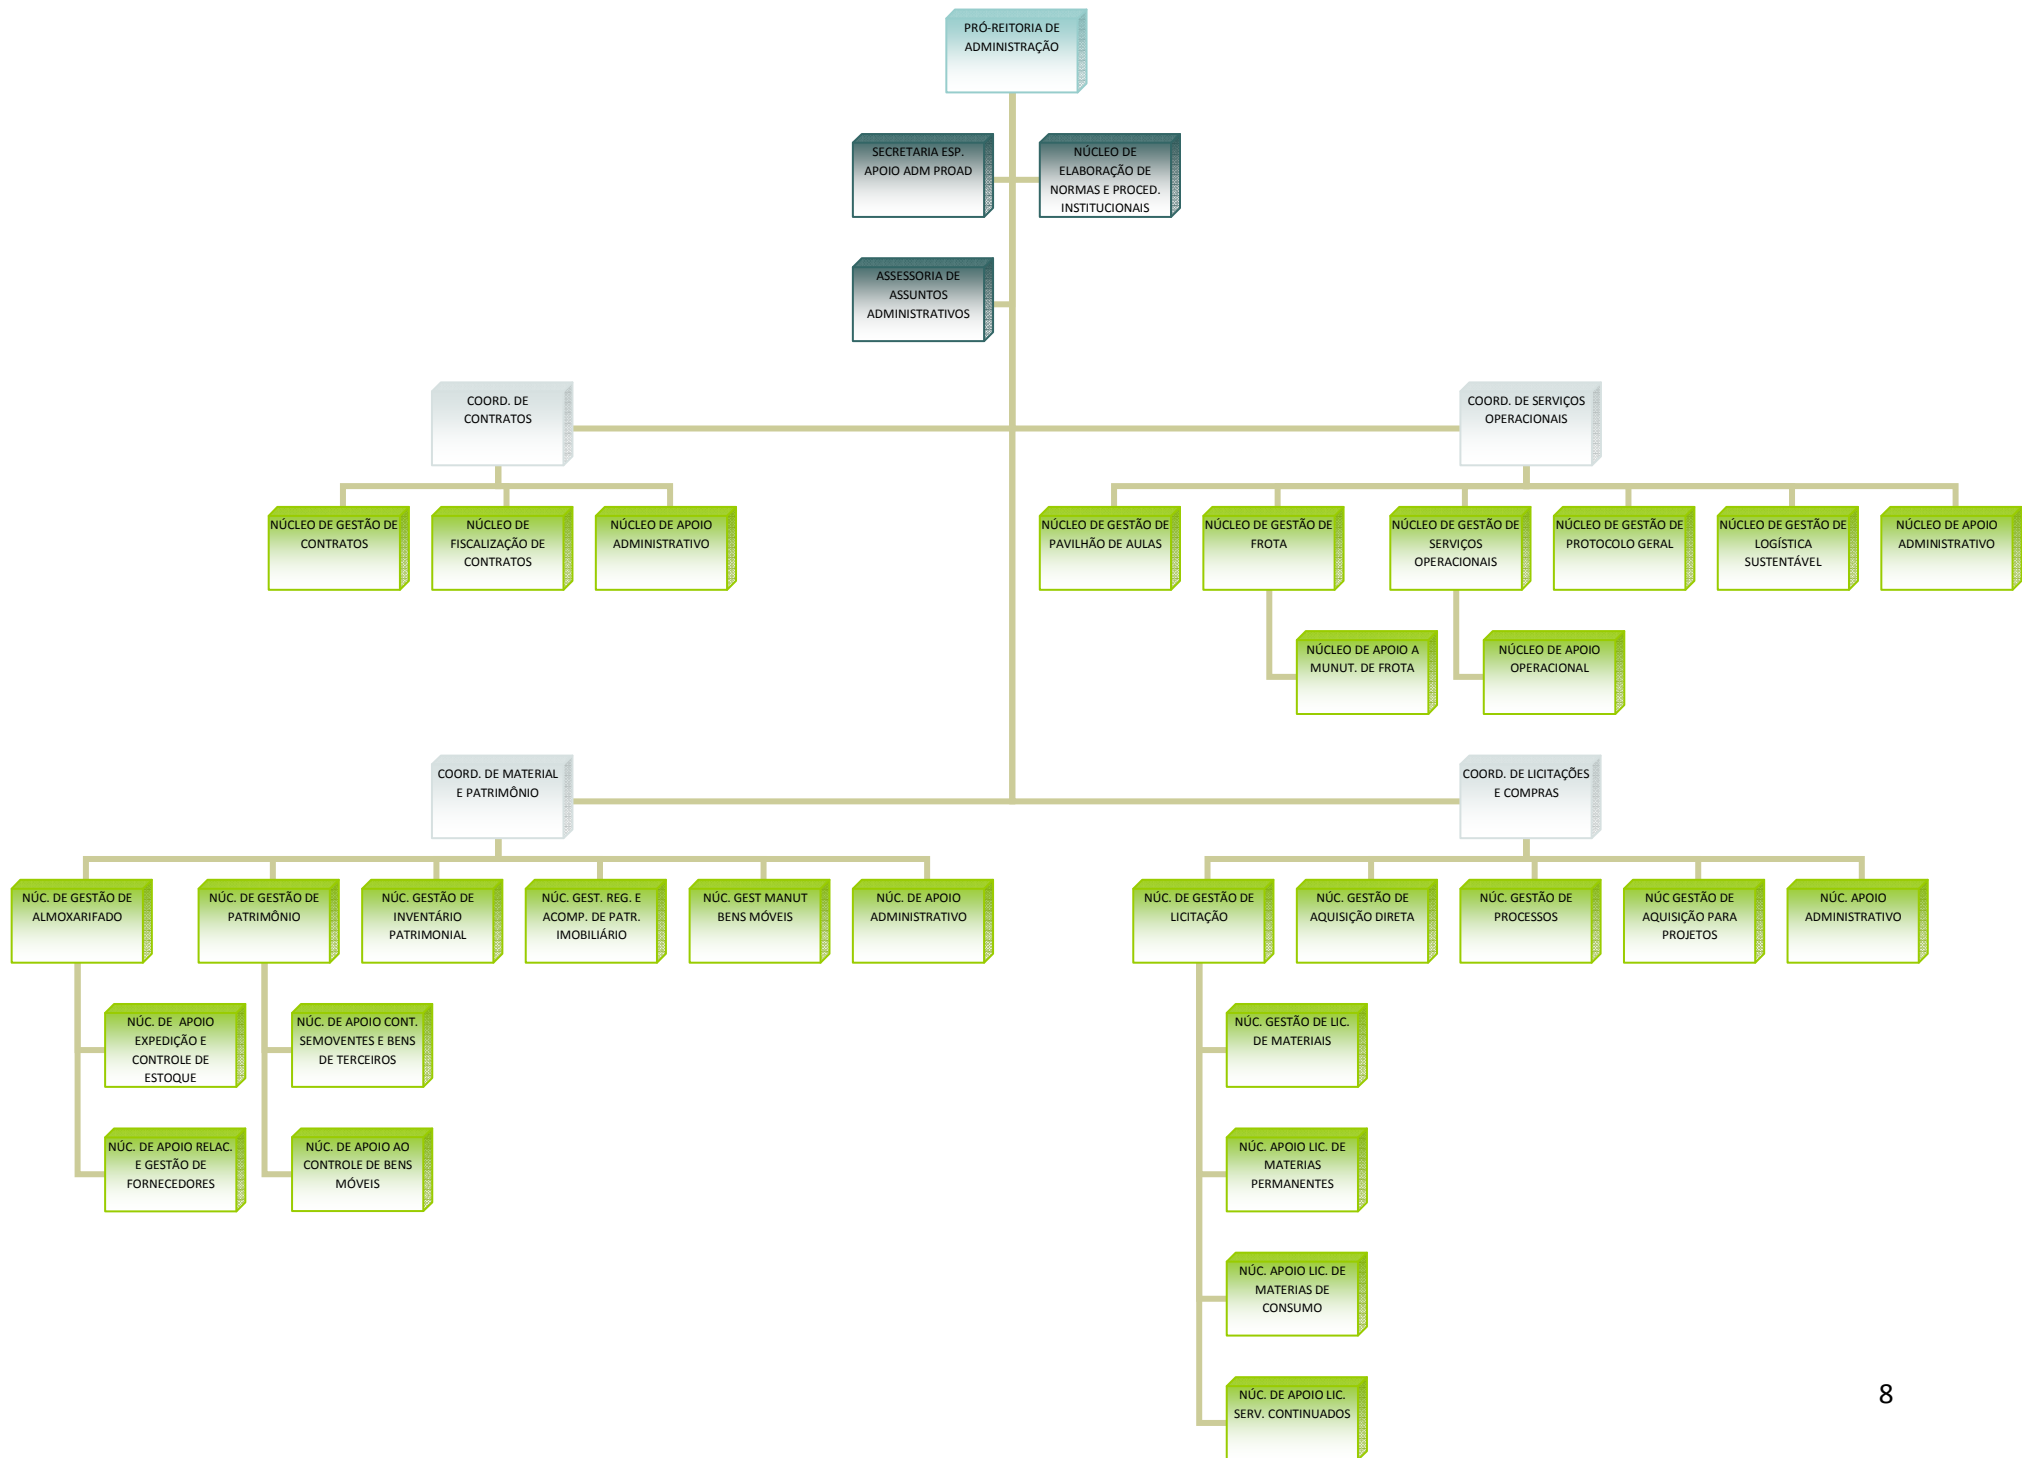 PRÓ-REITORIA DE
ADMINISTRAÇÃO
SECRETARIA ESP.
APOIO ADM PROAD
NÚCLEO DE
ELABORAÇÃO DE
NORMAS E PROCED.
INSTITUCIONAIS
ASSESSORIA DE
ASSUNTOS
ADMINISTRATIVOS
COORD. DE
CONTRATOS
COORD. DE SERVIÇOS
OPERACIONAIS
NÚCLEO DE GESTÃO DE
CONTRATOS
NÚCLEO DE
FISCALIZAÇÃO DE
CONTRATOS
NÚCLEO DE APOIO
ADMINISTRATIVO
NÚCLEO DE GESTÃO DE
PAVILHÃO DE AULAS
NÚCLEO DE GESTÃO DE
FROTA
NÚCLEO DE GESTÃO DE
SERVIÇOS
OPERACIONAIS
NÚCLEO DE GESTÃO DE
PROTOCOLO GERAL
NÚCLEO DE GESTÃO DE
LOGÍSTICA
SUSTENTÁVEL
NÚCLEO DE APOIO
ADMINISTRATIVO
NÚCLEO DE APOIO A
MUNUT. DE FROTA
NÚCLEO DE APOIO
OPERACIONAL
COORD. DE MATERIAL
E PATRIMÔNIO
COORD. DE LICITAÇÕES
E COMPRAS
NÚC. DE GESTÃO DE
ALMOXARIFADO
NÚC. DE GESTÃO DE
PATRIMÔNIO
NÚC. GESTÃO DE
INVENTÁRIO
PATRIMONIAL
NÚC. GEST. REG. E
ACOMP. DE PATR.
IMOBILIÁRIO
NÚC. GEST MANUT
BENS MÓVEIS
NÚC. DE APOIO
ADMINISTRATIVO
NÚC. DE GESTÃO DE
LICITAÇÃO
NÚC. GESTÃO DE
AQUISIÇÃO DIRETA
NÚC. GESTÃO DE
PROCESSOS
NÚC GESTÃO DE
AQUISIÇÃO PARA
PROJETOS
NÚC. APOIO
ADMINISTRATIVO
NÚC. DE APOIO
EXPEDIÇÃO E
CONTROLE DE
ESTOQUE
NÚC. DE APOIO CONT.
SEMOVENTES E BENS
DE TERCEIROS
NÚC. GESTÃO DE LIC.
DE MATERIAIS
NÚC. DE APOIO RELAC.
E GESTÃO DE
FORNECEDORES
NÚC. DE APOIO AO
CONTROLE DE BENS
MÓVEIS
NÚC. APOIO LIC. DE
MATERIAS
PERMANENTES
NÚC. APOIO LIC. DE
MATERIAS DE
CONSUMO
NÚC. DE APOIO LIC.
SERV. CONTINUADOS
8